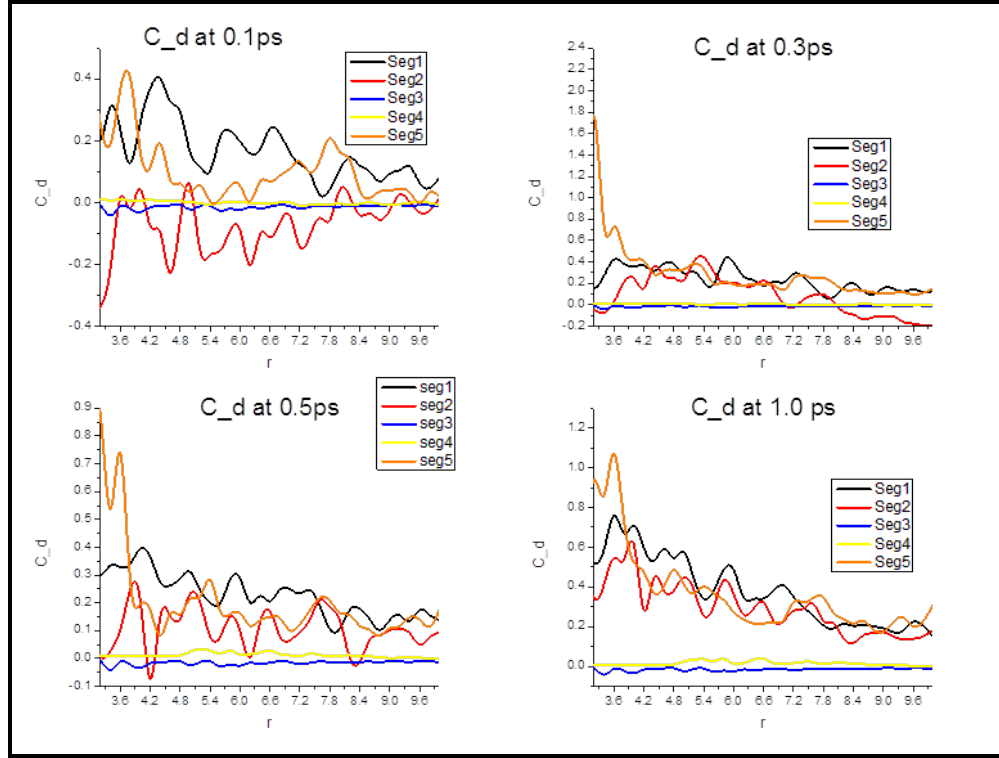 C_d at 0.1ps
Seg1
Seg2
Seg3
Seg4
Seg5
0.4
0.2
0.0
-0.2
-0.4
C_d
3.6 4.2 4.8 5.4 6.0 6.6 7.2 7.8 8.4 9.0 9.6
r
C_d at 0.3ps
Seg1
Seg2
Seg3
Seg4
Seg5
2.4
2.2
2.0
1.8
1.6
1.4
1.2
1.0
0.8
0.6
0.4
0.2
0.0
-0.2
C_d
3.6 4.2 4.8 5.4 6.0 6.6 7.2 7.8 8.4 9.0 9.6
r
C_d at 0.5ps
seg1
seg2
seg3
seg4
seg5
0.9
0.8
0.7
0.6
0.5
0.4
0.3
0.2
0.1
0.0
-0.1
C_d
3.6 4.2 4.8 5.4 6.0 6.6 7.2 7.8 8.4 9.0 9.6
r
C_d at 1.0 ps
Seg1
Seg2
Seg3
Seg4
Seg5
1.2
1.0
0.8
0.6
0.4
0.2
0.0
C_d
3.6 4.2 4.8 5.4 6.0 6.6 7.2 7.8 8.4 9.0 9.6
r